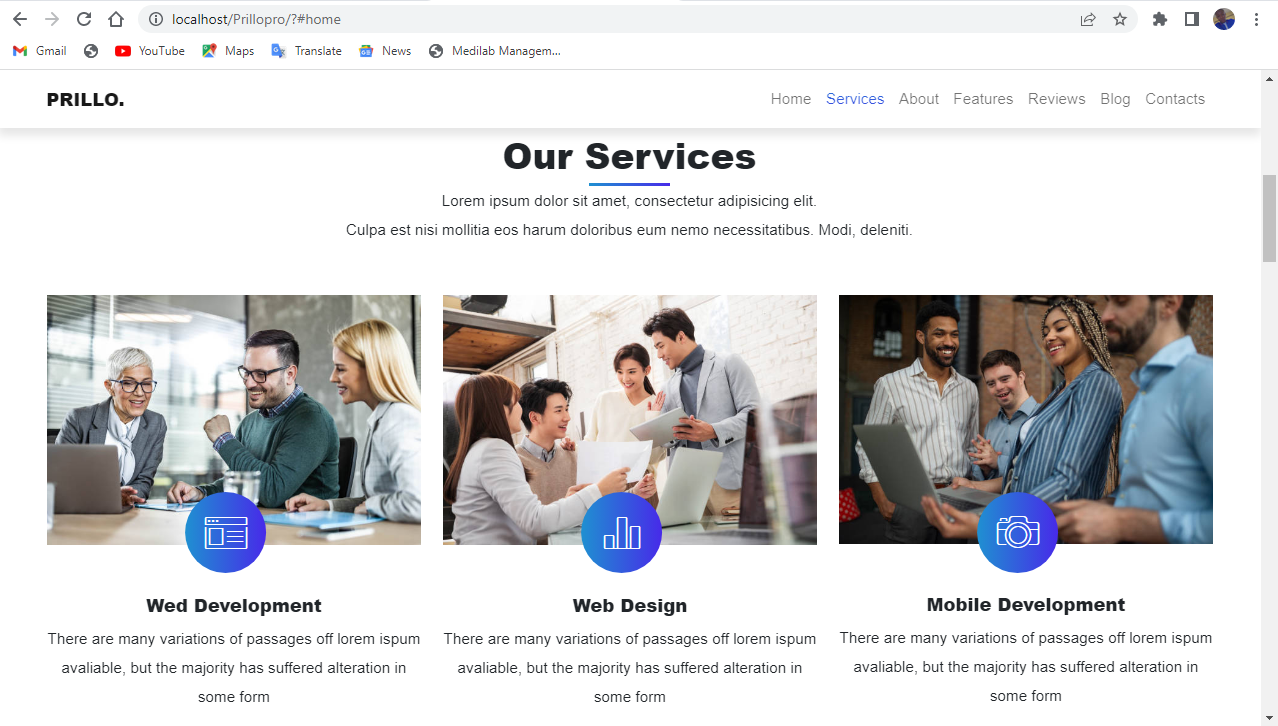 localhost/Prillopro/?#home
Gmail YouTube Maps Translate News Medilab Managem...
PRILLO. Home Services About Features Reviews Blog Contacts
Our Services
Lorem ipsum dolor sit amet, consectetur adipisicing elit.
Culpa est nisi mollitia eos harum doloribus eum nemo necessitatibus. Modi, deleniti.
Wed Development
There are many variations of passages off lorem ispum
avaliable, but the majority has suffered alteration in
some form
Web Design
There are many variations of passages off lorem ispum
avaliable, but the majority has suffered alteration in
some form
Mobile Development
There are many variations of passages off lorem ispum
avaliable, but the majority has suffered alteration in
some form